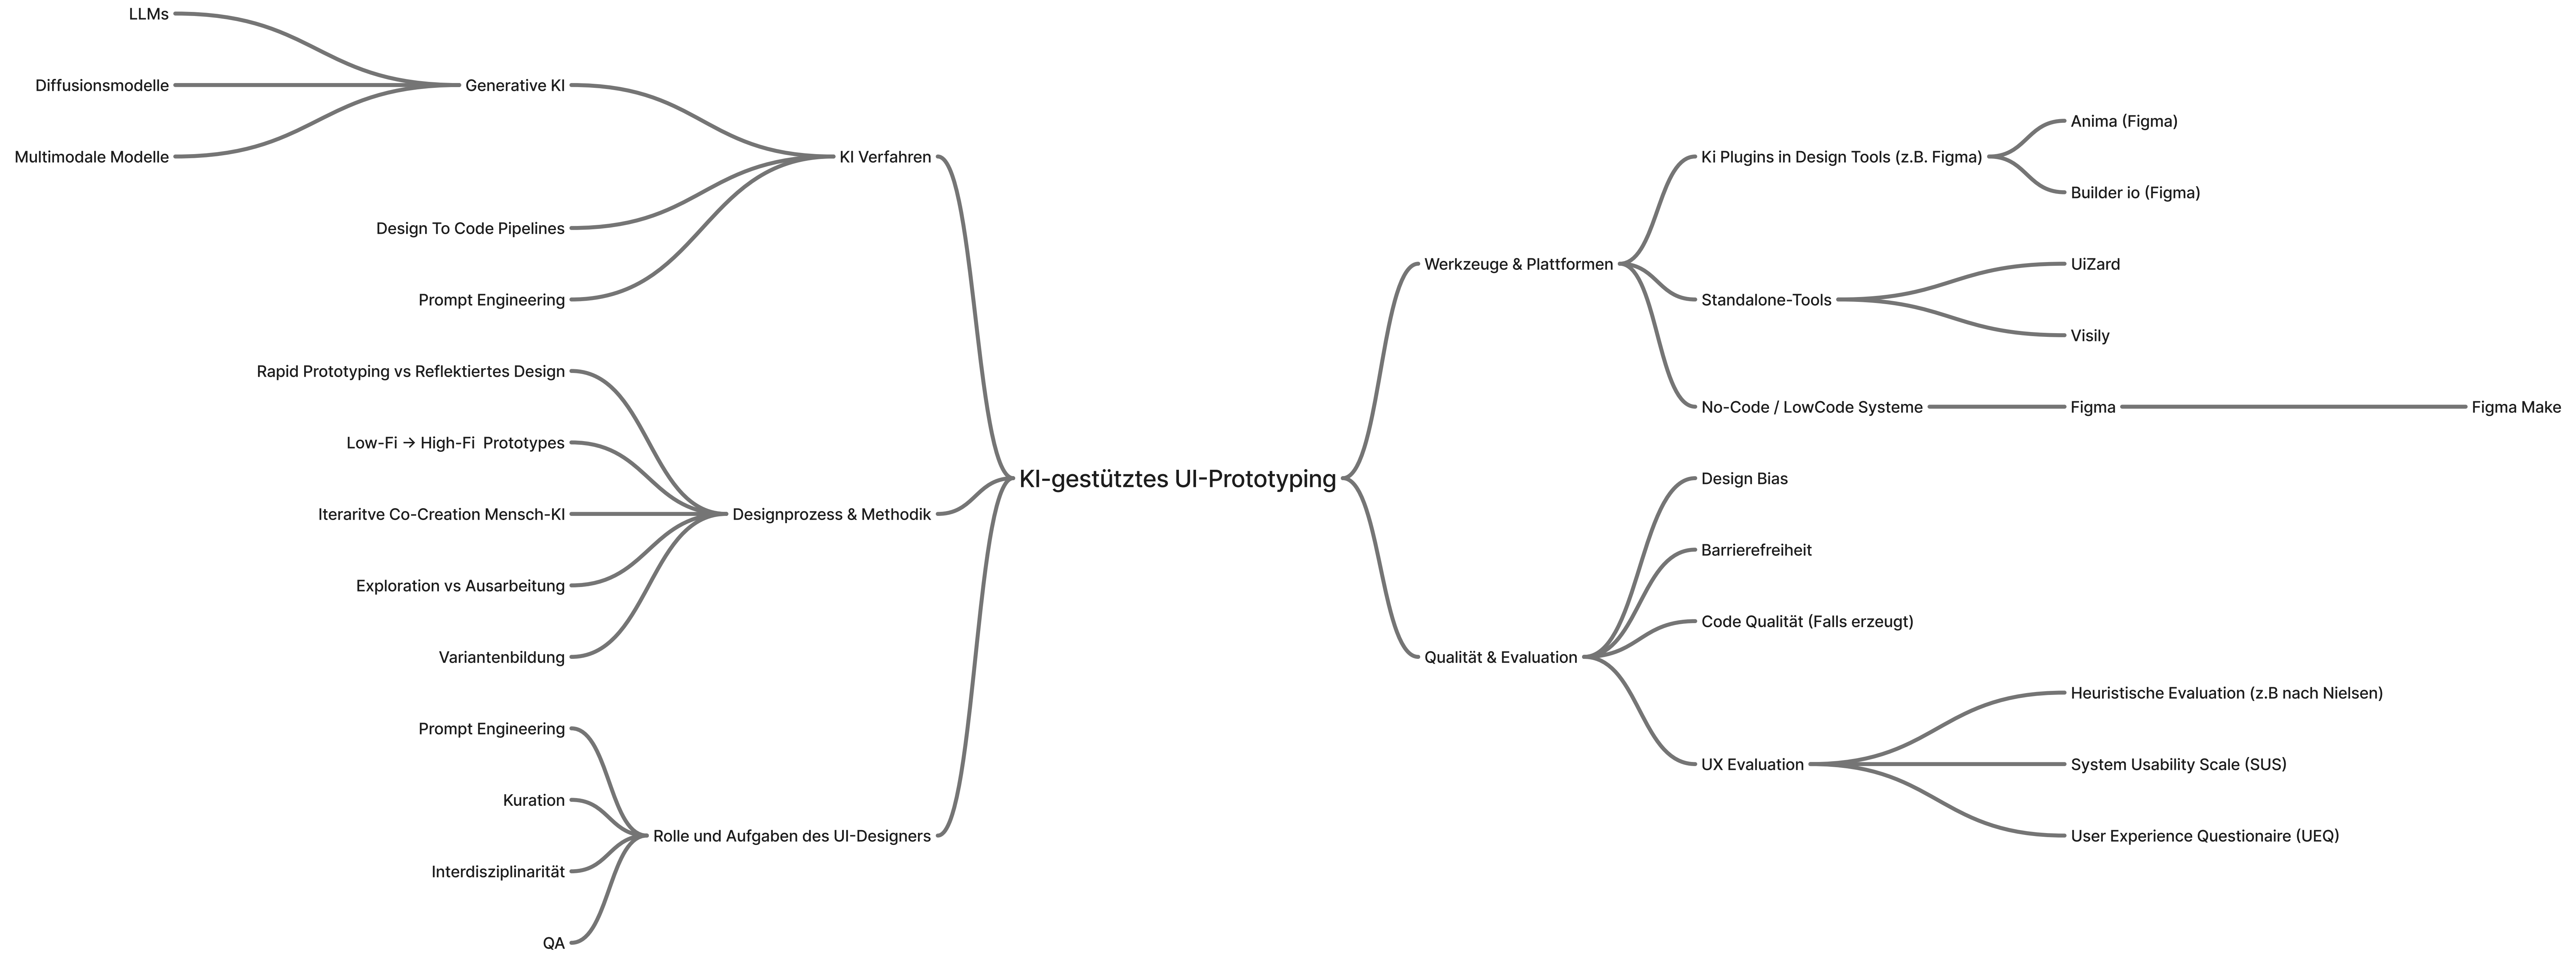 LLMs
Diffusionsmodelle
Multimodale Modelle
Generative KI
Design To Code Pipelines
Prompt Engineering
KI Verfahren
Rapid Prototyping vs Reflektiertes Design
Low-Fi → High-Fi  Prototypes
Iteraritve Co-Creation Mensch-KI
Exploration vs Ausarbeitung
Variantenbildung
Designprozess & Methodik
Prompt Engineering
Kuration
Interdisziplinarität
QA
Rolle und Aufgaben des UI-Designers
KI-gestütztes UI-Prototyping
Werkzeuge & Plattformen
Ki Plugins in Design Tools (z.B. Figma)
Anima (Figma)
Builder io (Figma)
Standalone-Tools
UiZard
Visily
No-Code / LowCode Systeme
Figma
Figma Make
Qualität & Evaluation
Design Bias
Barrierefreiheit
Code Qualität (Falls erzeugt)
UX Evaluation
Heuristische Evaluation (z.B nach Nielsen)
System Usability Scale (SUS)
User Experience Questionaire (UEQ)